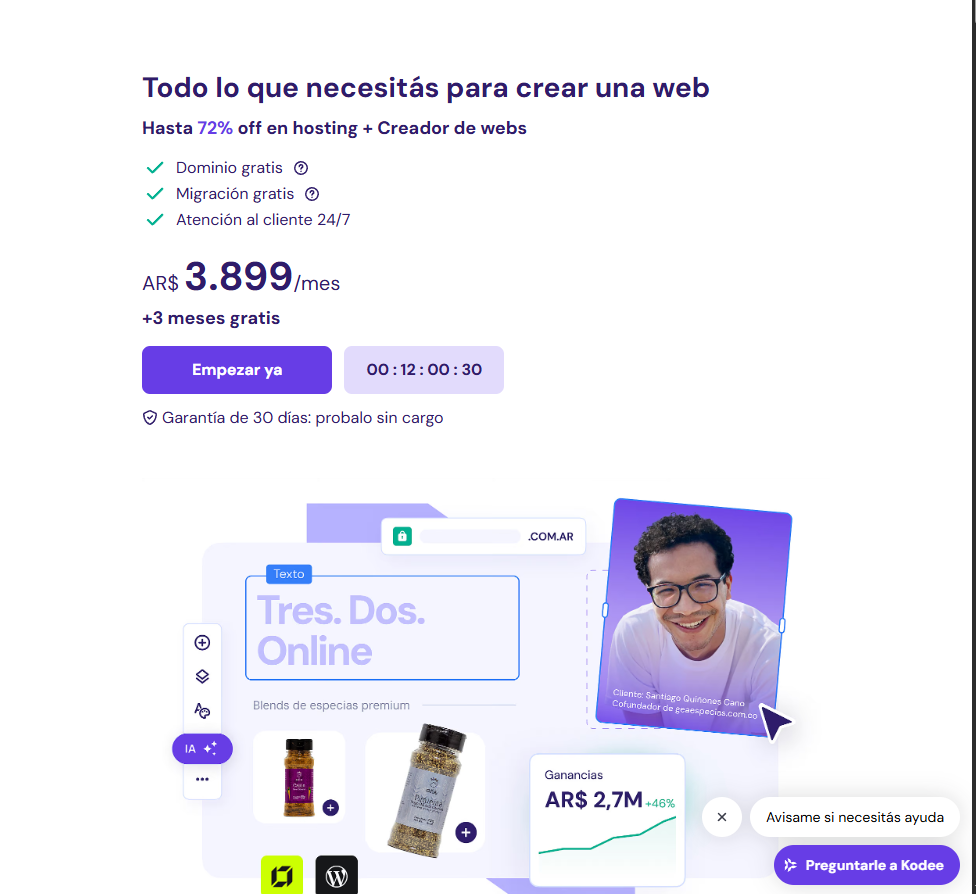 Todo lo que necesitás para crear una web
Hasta 72% off en hosting + Creador de webs
Dominio gratis
Migración gratis
Atención al cliente 24/7
AR$ 3.899/mes
+3 meses gratis
Empezar ya
00 : 12 : 00 : 30
Garantía de 30 días: probalo sin cargo
.COM.AR
Texto
Tres. Dos.
Online
Cliente: Santiago Quiñones Cano
Cofundador de geaespecias.com.co
Blends de especias premium
IA
Ganancias
AR$ 2,7M +46%
Avisame si necesitás ayuda
Preguntarle a Kodee